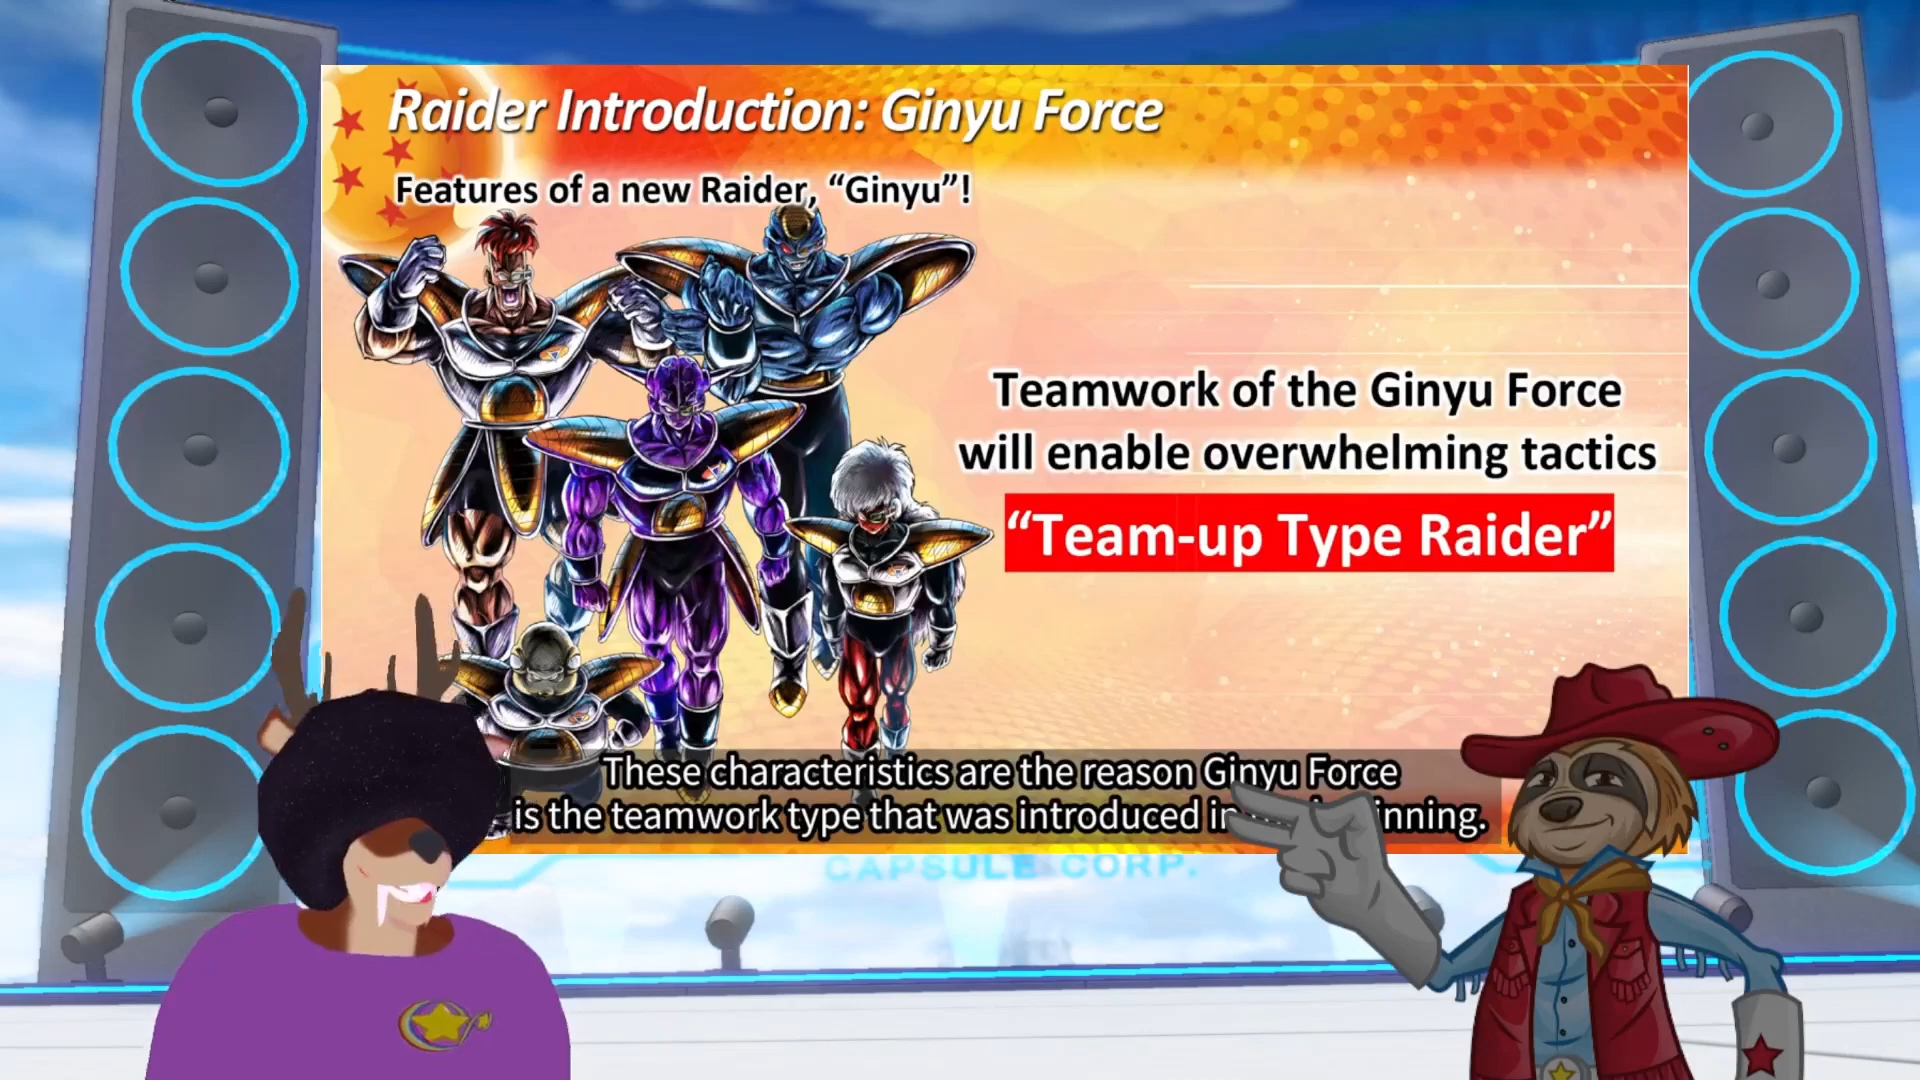 Raider Introduction: Ginyu Force
Features of a new Raider, “Ginyu”!
Teamwork of the Ginyu Force
will enable overwhelming tactics
“Team-up Type Raider”
These characteristics are the reason Ginyu Force
is the teamwork type that was introduced in
CAPSULE CORP.